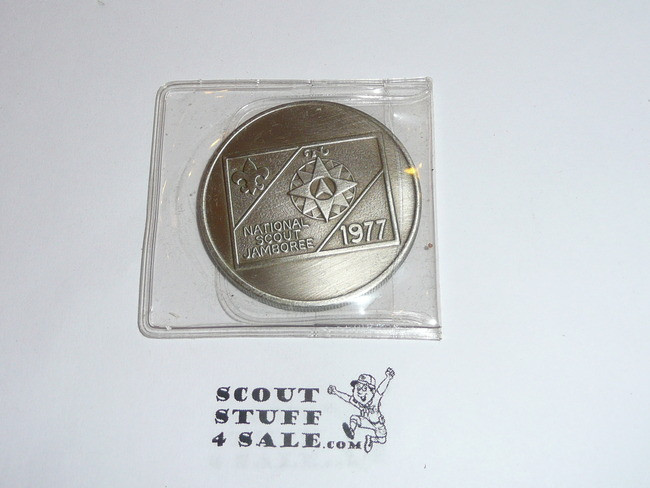 NATIONAL
SCOUT
JAMBOREE
1977
SCOUT
STUFF
4 SALE.COM